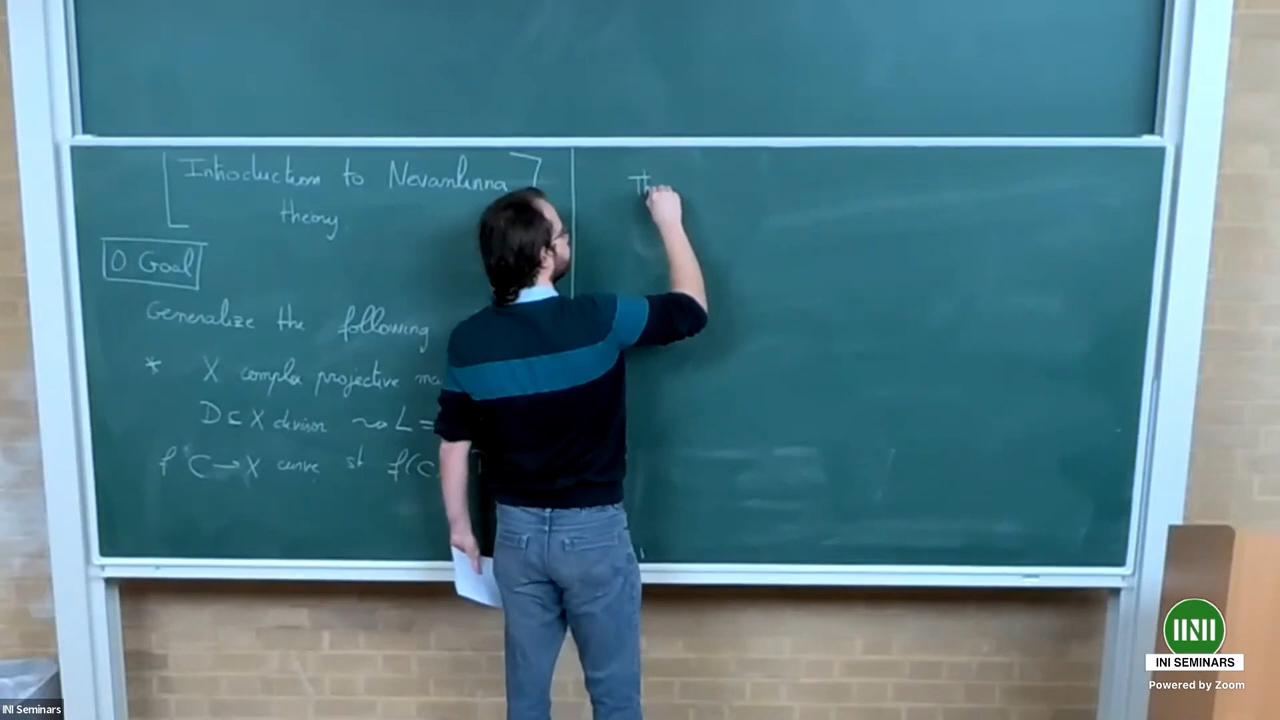 Introduction to Nevanlinna
theory
0 Goal
Generalize the following
* X complex projective
D ⊆ X divisor ⇝ L =
f: C → X curve st f(C
Th
INI SEMINARS
Powered by Zoom
INI Seminars